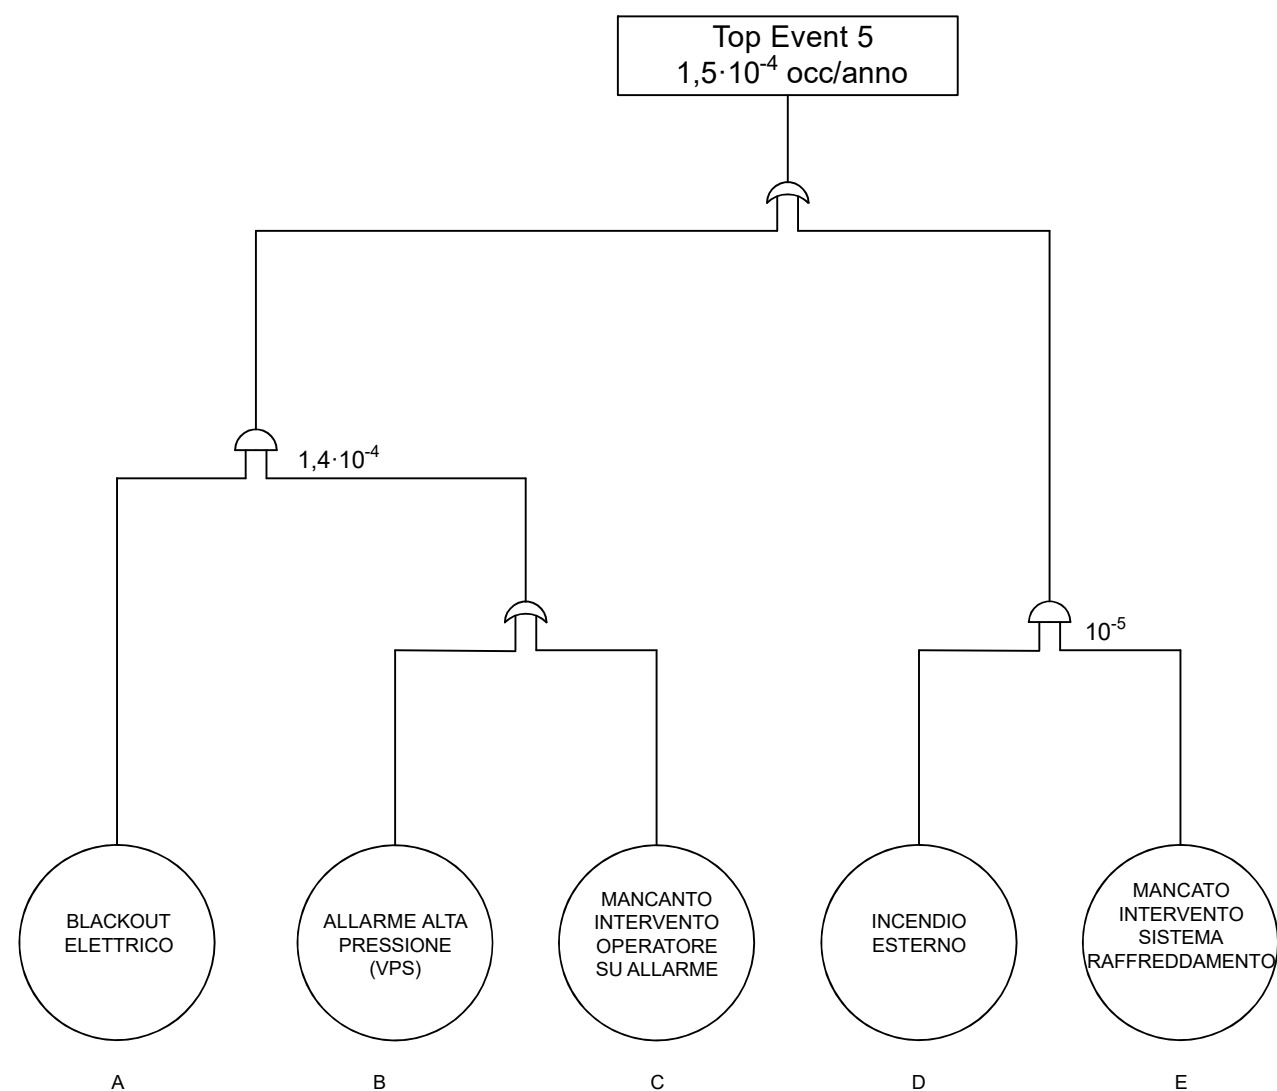 Top Event 5
1,5·10⁻⁴ occ/anno
1,4·10⁻⁴
10⁻⁵
BLACKOUT
ELETTRICO
ALLARME ALTA
PRESSIONE
(VPS)
MANCANTO
INTERVENTO
OPERATORE
SU ALLARME
INCENDIO
ESTERNO
MANCATO
INTERVENTO
SISTEMA
RAFFREDDAMENTO
A
B
C
D
E